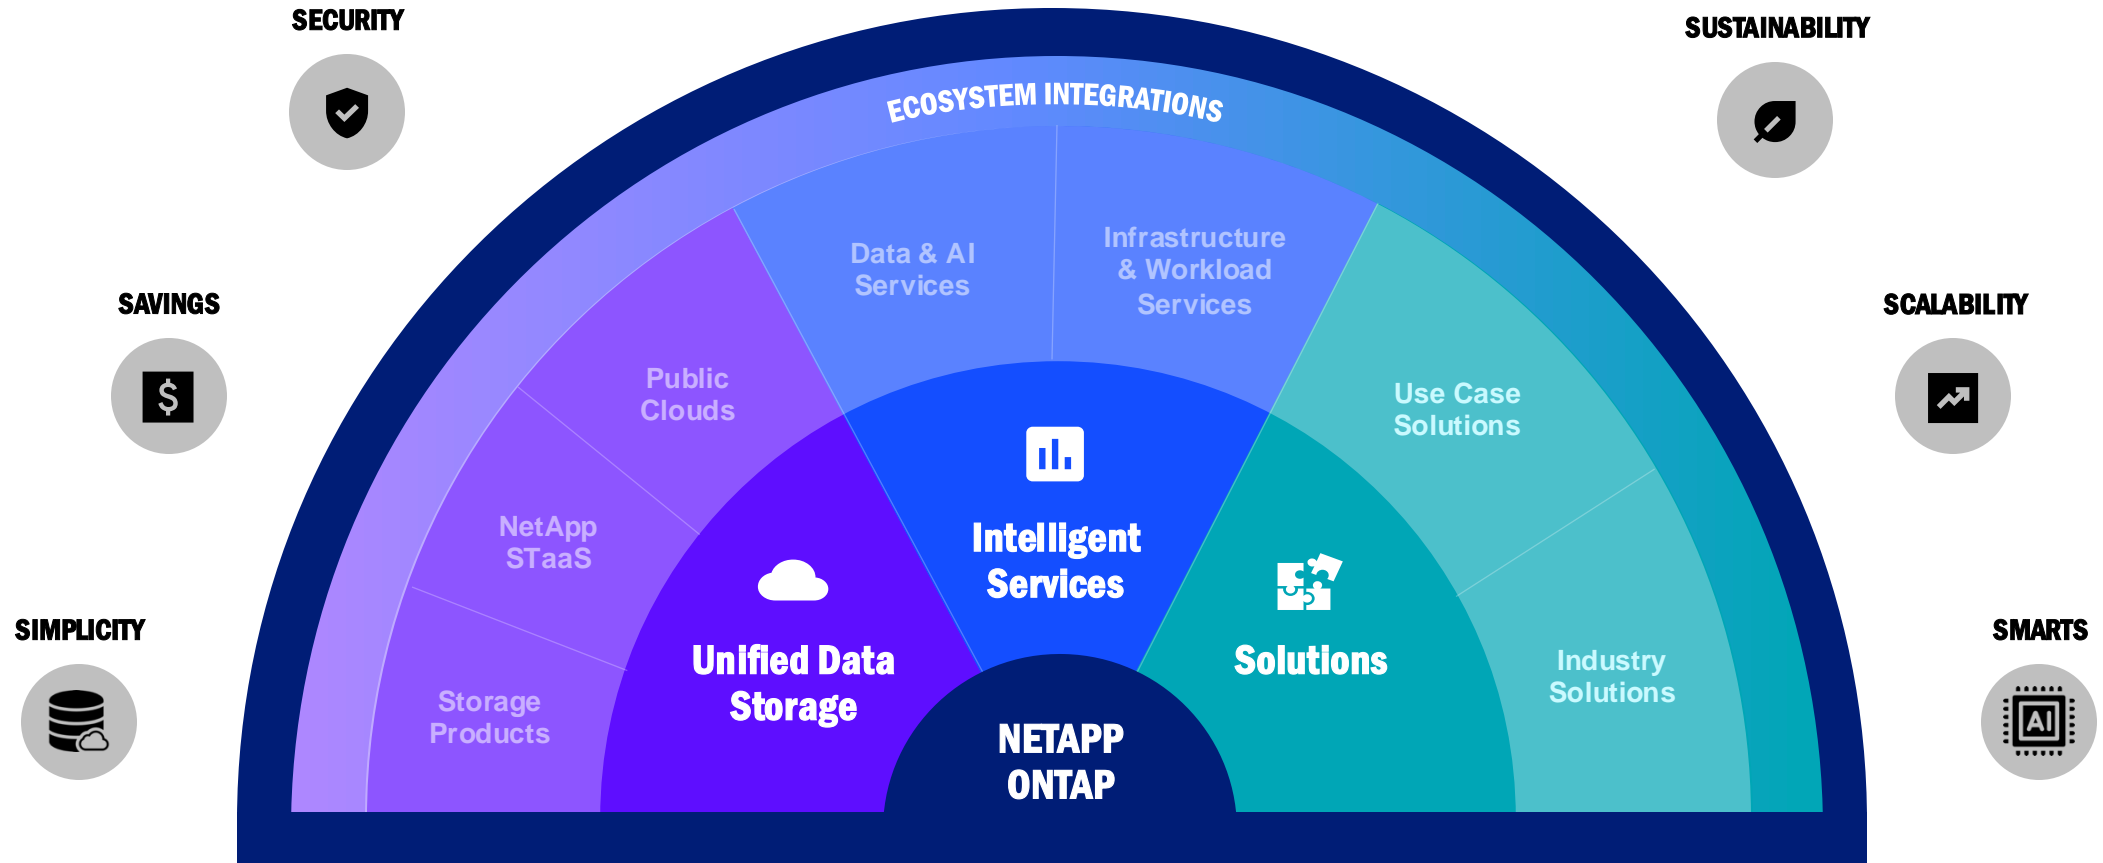 SECURITY
SUSTAINABILITY
ECOSYSTEM INTEGRATIONS
Data & AI
Services
Infrastructure
& Workload
Services
SAVINGS
SCALABILITY
$
Public
Clouds
Use Case
Solutions
NetApp
STaaS
Intelligent
Services
SIMPLICITY
SMARTS
Unified Data
Storage
Solutions
Storage
Products
Industry
Solutions
AI
NETAPP
ONTAP